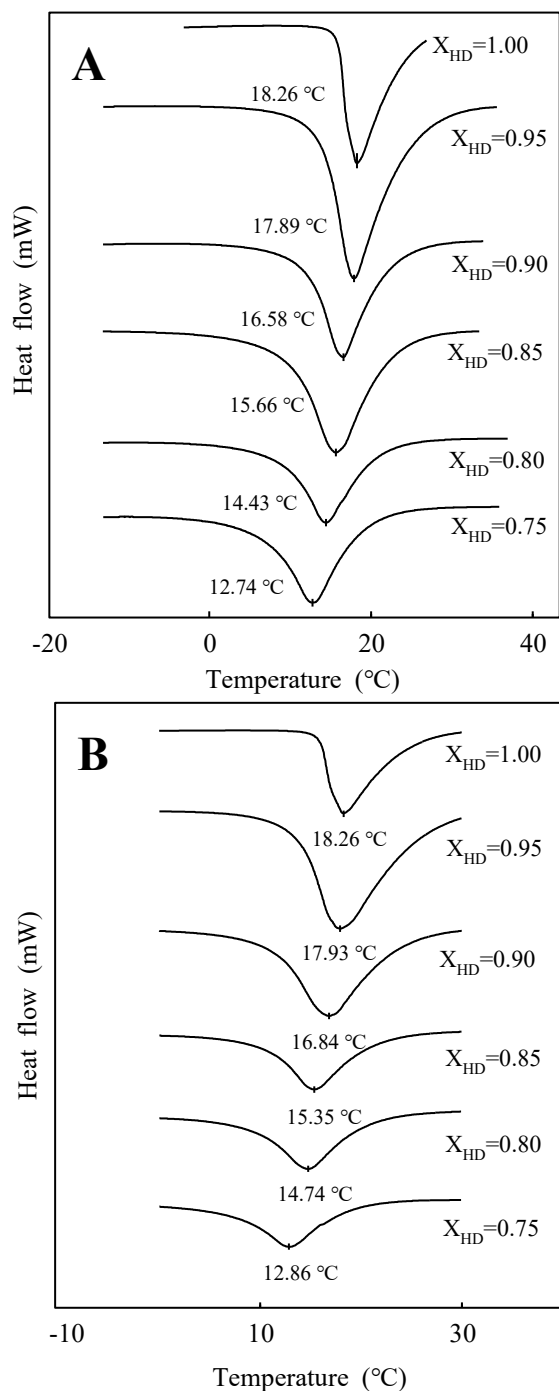 A
X_HD=1.00
18.26 ℃
X_HD=0.95
17.89 ℃
X_HD=0.90
16.58 ℃
X_HD=0.85
15.66 ℃
X_HD=0.80
14.43 ℃
X_HD=0.75
12.74 ℃
Heat flow (mW)
-20 0 20 40
Temperature (℃)
B
X_HD=1.00
18.26 ℃
X_HD=0.95
17.93 ℃
X_HD=0.90
16.84 ℃
X_HD=0.85
15.35 ℃
X_HD=0.80
14.74 ℃
X_HD=0.75
12.86 ℃
Heat flow (mW)
-10 10 30
Temperature (℃)